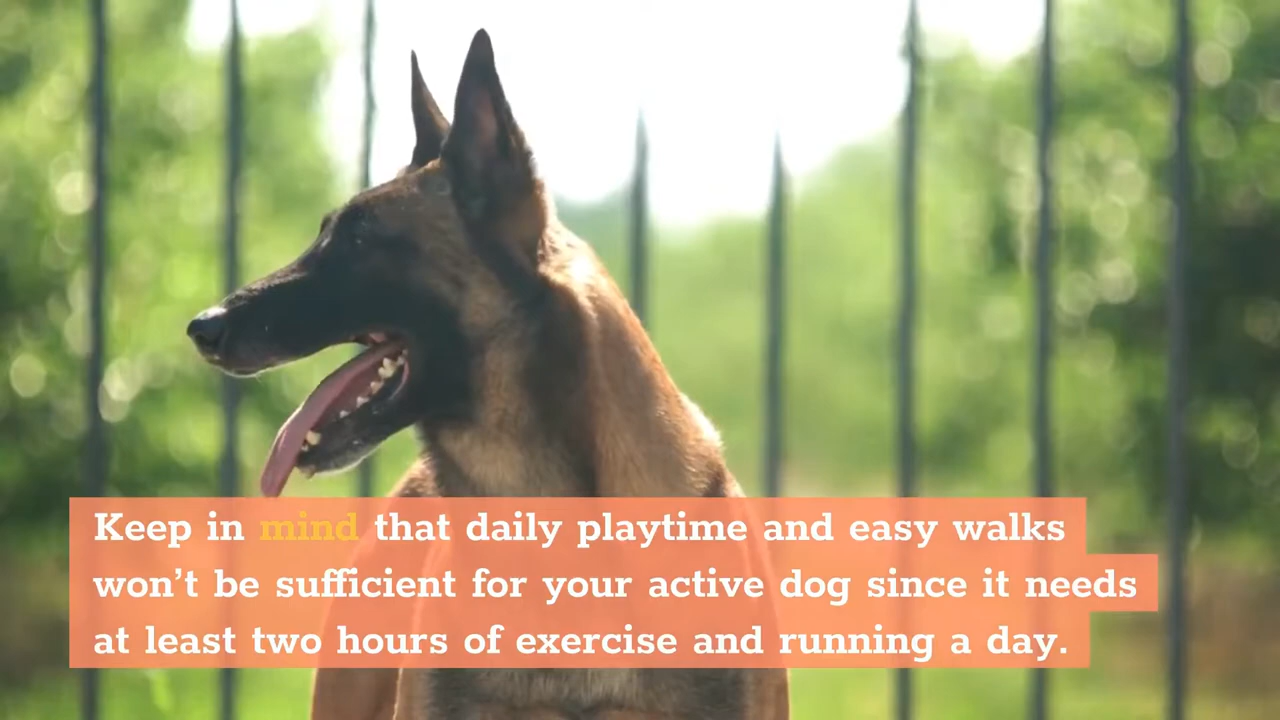 Keep in mind that daily playtime and easy walks
won't be sufficient for your active dog since it needs
at least two hours of exercise and running a day.